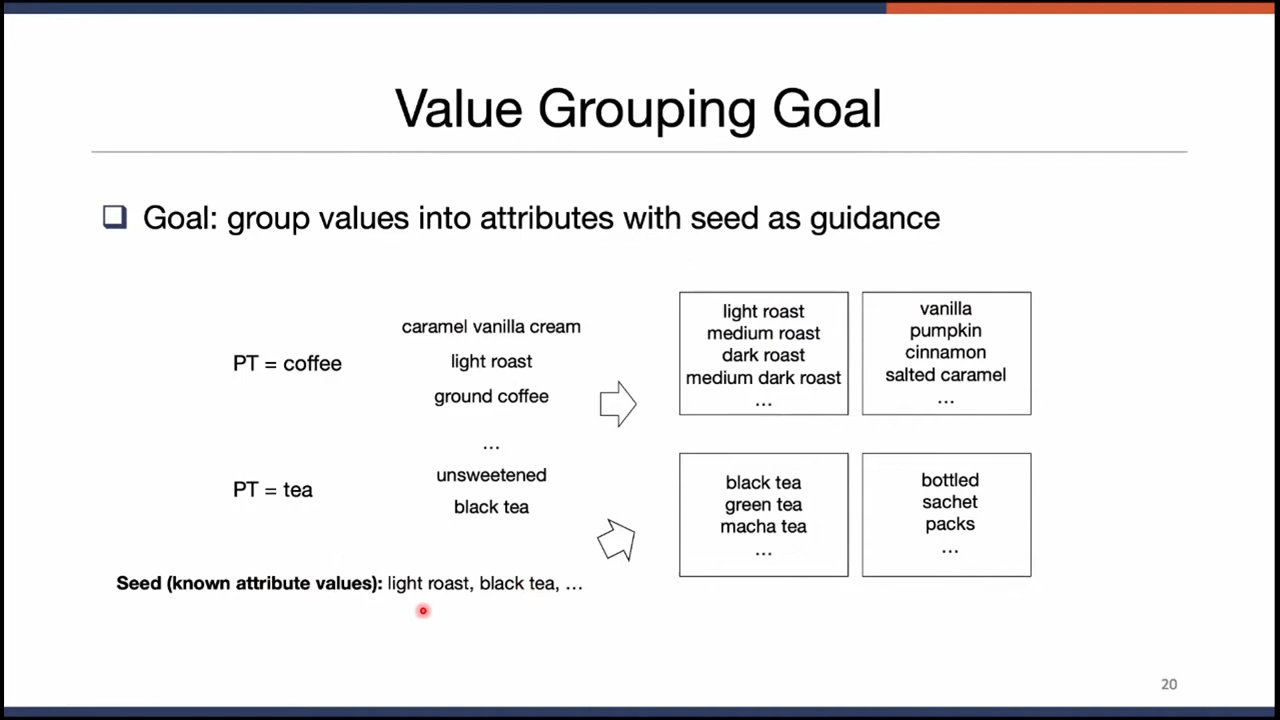 Value Grouping Goal
Goal: group values into attributes with seed as guidance
PT = coffee
caramel vanilla cream
light roast
ground coffee
...
PT = tea
unsweetened
black tea
light roast
medium roast
dark roast
medium dark roast
...
vanilla
pumpkin
cinnamon
salted caramel
...
black tea
green tea
macha tea
...
bottled
sachet
packs
...
Seed (known attribute values): light roast, black tea, ...
20